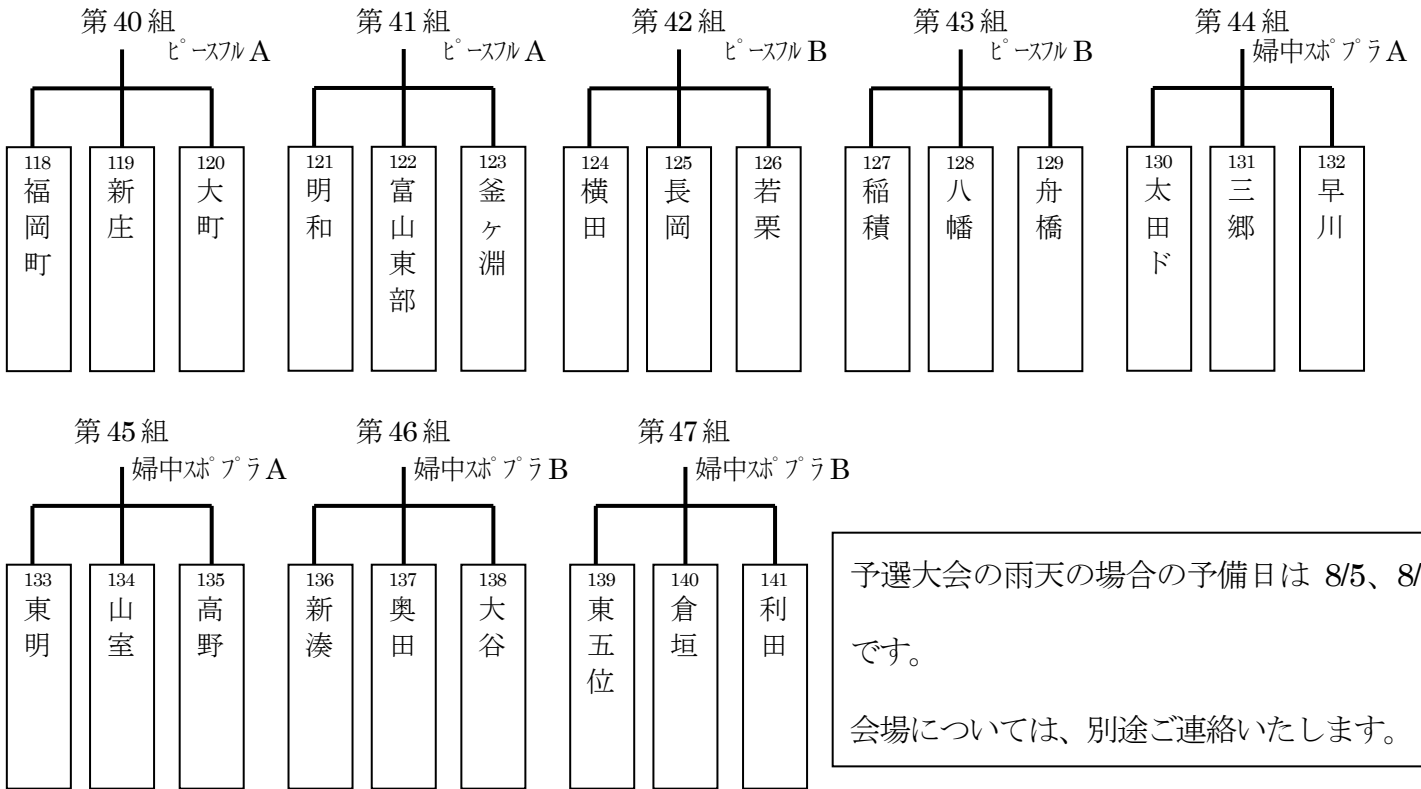 第40組
ピースフルA
118
福岡町
119
新庄
120
大町
第41組
ピースフルA
121
明和
122
富山東部
123
釜ヶ淵
第42組
ピースフルB
124
横田
125
長岡
126
若栗
第43組
ピースフルB
127
稲積
128
八幡
129
舟橋
第44組
婦中スポプラA
130
太田ド
131
三郷
132
早川
第45組
婦中スポプラA
133
東明
134
山室
135
高野
第46組
婦中スポプラB
136
新湊
137
奥田
138
大谷
第47組
婦中スポプラB
139
東五位
140
倉垣
141
利田
予選大会の雨天の場合の予備日は 8/5、8/
です。
会場については、別途ご連絡いたします。